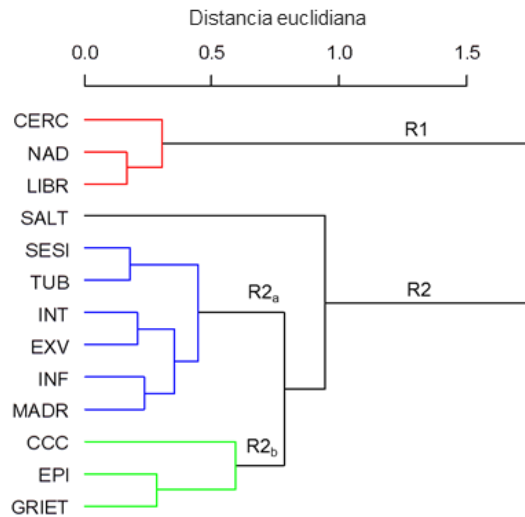 Distancia euclidiana
0.0 0.5 1.0 1.5
CERC
R1
NAD
LIBR
SALT
SESI
TUB
R2a
R2
INT
EXV
INF
MADR
CCC
R2b
EPI
GRIET